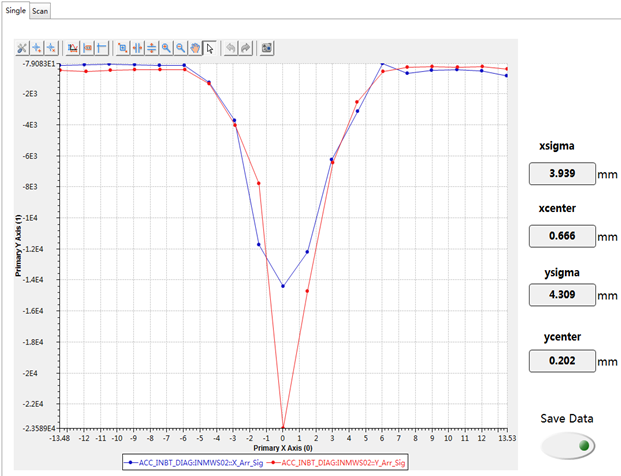 Single Scan
-7.9083E1
-2E3
-4E3
-6E3
-8E3
-1E4
-1.2E4
-1.4E4
-1.6E4
-1.8E4
-2E4
-2.2E4
-2.3589E4
Primary Y Axis (1)
-13.48 -12 -11 -10 -9 -8 -7 -6 -5 -4 -3 -2 -1 0 1 2 3 4 5 6 7 8 9 10 11 12 13.53
Primary X Axis (0)
ACC_INBT_DIAG:INMWS02::X_Arr_Sig ACC_INBT_DIAG:INMWS02::Y_Arr_Sig
xsigma
3.939 mm
xcenter
0.666 mm
ysigma
4.309 mm
ycenter
0.202 mm
Save Data